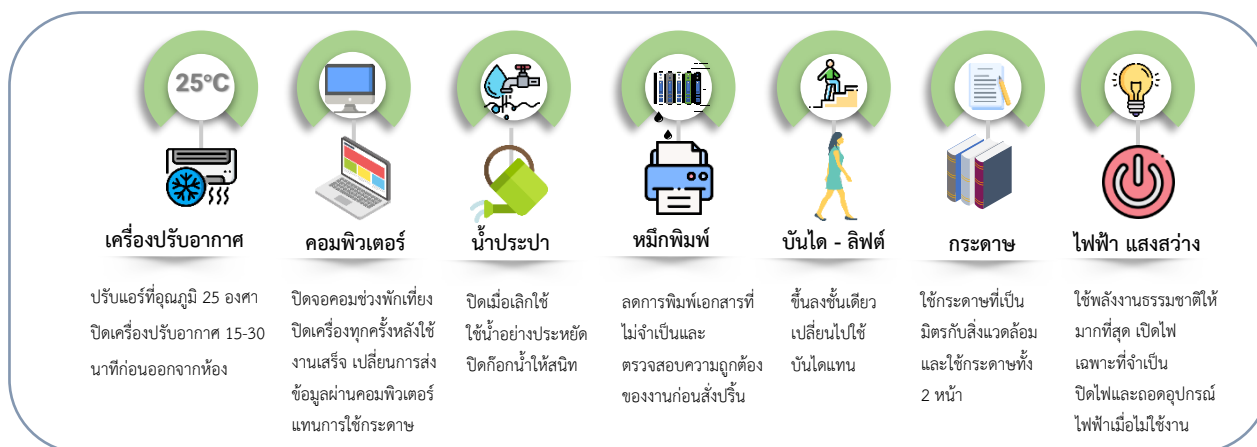 25°C
เครื่องปรับอากาศ
ปรับแอร์ที่อุณภูมิ 25 องศา
ปิดเครื่องปรับอากาศ 15-30
นาทีก่อนออกจากห้อง
คอมพิวเตอร์
ปิดจอคอมช่วงพักเที่ยง
ปิดเครื่องทุกครั้งหลังใช้
งานเสร็จ เปลี่ยนการส่ง
ข้อมูลผ่านคอมพิวเตอร์
แทนการใช้กระดาษ
น้ำประปา
ปิดเมื่อเลิกใช้
ใช้น้ำอย่างประหยัด
ปิดก๊อกน้ำให้สนิท
หมึกพิมพ์
ลดการพิมพ์เอกสารที่
ไม่จำเป็นและ
ตรวจสอบความถูกต้อง
ของงานก่อนสั่งปริ้น
บันได - ลิฟต์
ขึ้นลงชั้นเดียว
เปลี่ยนไปใช้
บันไดแทน
กระดาษ
ใช้กระดาษที่เป็น
มิตรกับสิ่งแวดล้อม
และใช้กระดาษทั้ง
2 หน้า
ไฟฟ้า แสงสว่าง
ใช้พลังงานธรรมชาติให้
มากที่สุด เปิดไฟ
เฉพาะที่จำเป็น
ปิดไฟและถอดอุปกรณ์
ไฟฟ้าเมื่อไม่ใช้งาน